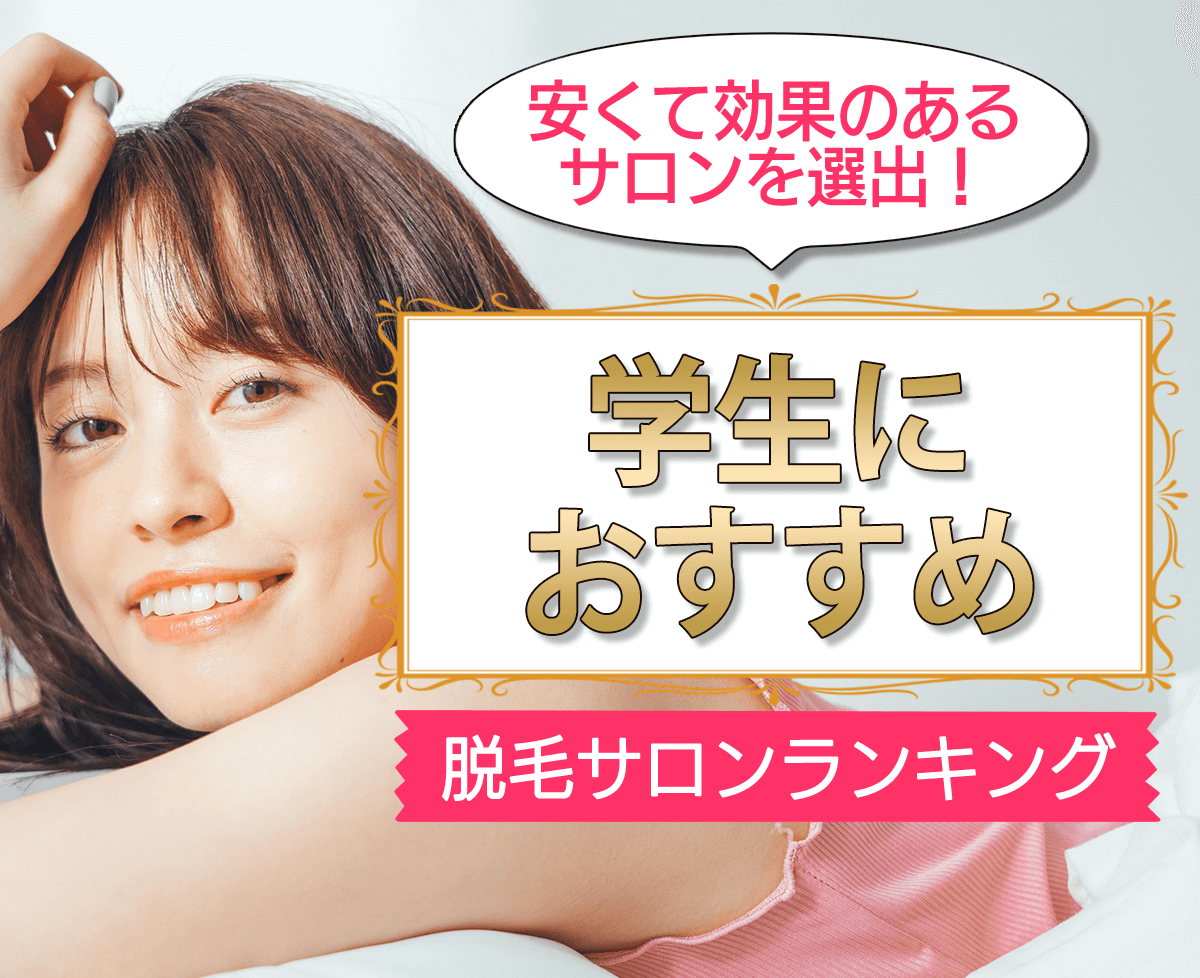 安くて効果のある
サロンを選出！
学生に
おすすめ
脱毛サロンランキング